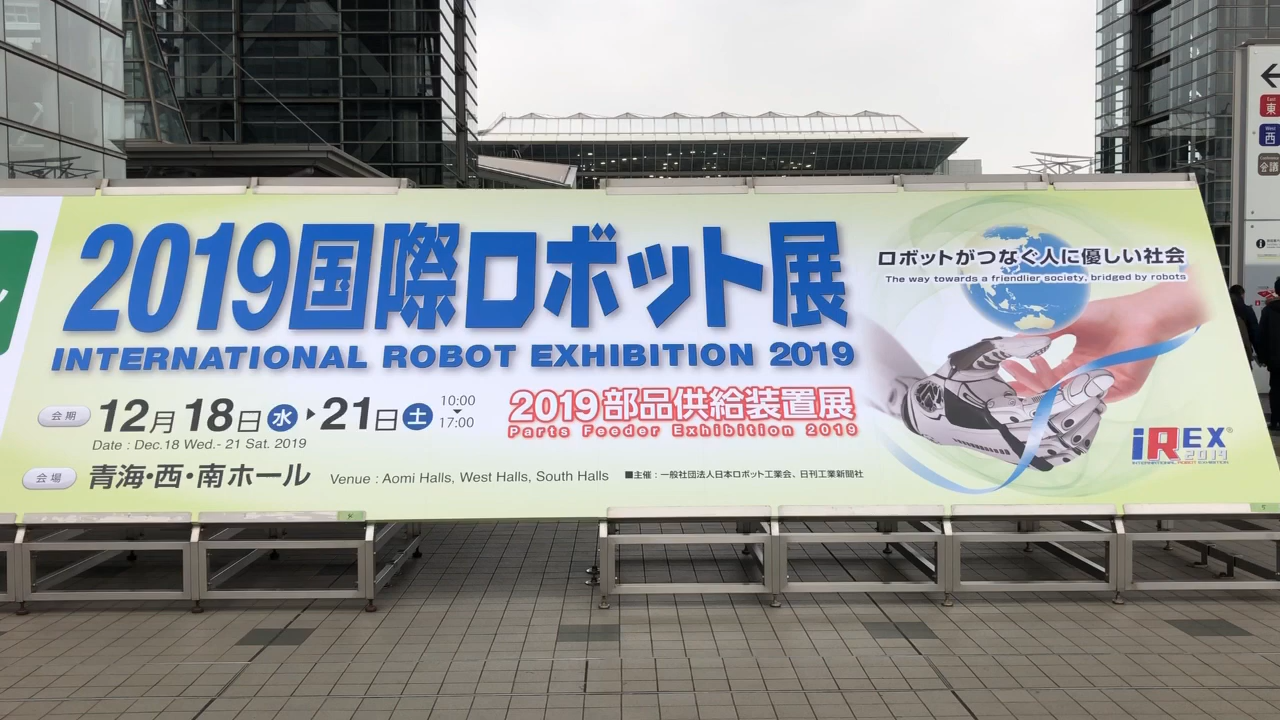 2019国際ロボット展
INTERNATIONAL ROBOT EXHIBITION 2019
会期 12月18日水▶21日土 10:00▼17:00
Date : Dec.18 Wed.- 21 Sat. 2019
2019部品供給装置展
Parts Feeder Exhibition 2019
会場 青海・西・南ホール Venue : Aomi Halls, West Halls, South Halls
■主催：一般社団法人日本ロボット工業会、日刊工業新聞社
ロボットがつなぐ人に優しい社会
The way towards a friendlier society, bridged by robots
iREX®
2019
INTERNATIONAL ROBOT EXHIBITION
East
東
West
西
会議